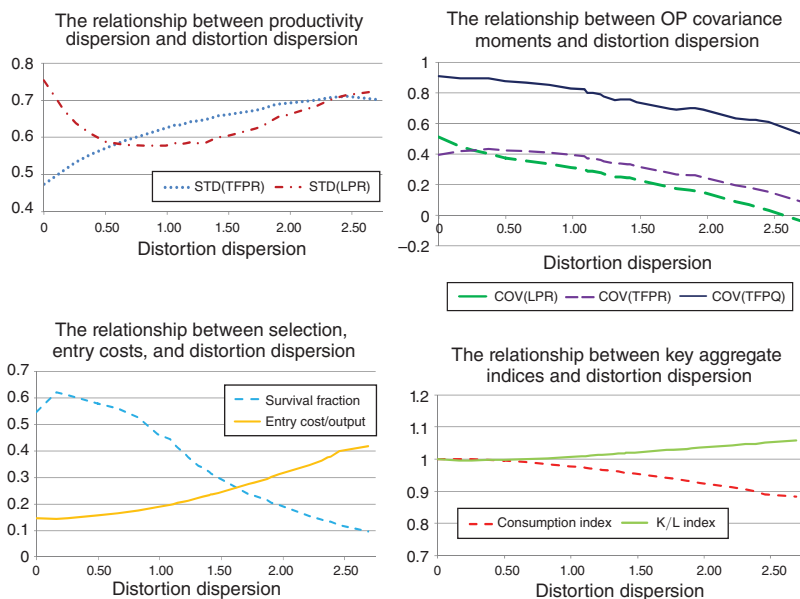 The relationship between productivity
dispersion and distortion dispersion
0.8
0.7
0.6
0.5
0.4
STD(TFPR) STD(LPR)
0 0.50 1.00 1.50 2.00 2.50
Distortion dispersion
The relationship between OP covariance
moments and distortion dispersion
1
0.8
0.6
0.4
0.2
0
−0.2
0 0.50 1.00 1.50 2.00 2.50
Distortion dispersion
COV(LPR) COV(TFPR) COV(TFPQ)
The relationship between selection,
entry costs, and distortion dispersion
0.7
0.6
0.5
0.4
0.3
0.2
0.1
0
Survival fraction
Entry cost/output
0 0.50 1.00 1.50 2.00 2.50
Distortion dispersion
The relationship between key aggregate
indices and distortion dispersion
1.2
1.1
1
0.9
0.8
0.7
Consumption index K/L index
0 0.50 1.00 1.50 2.00 2.50
Distortion dispersion